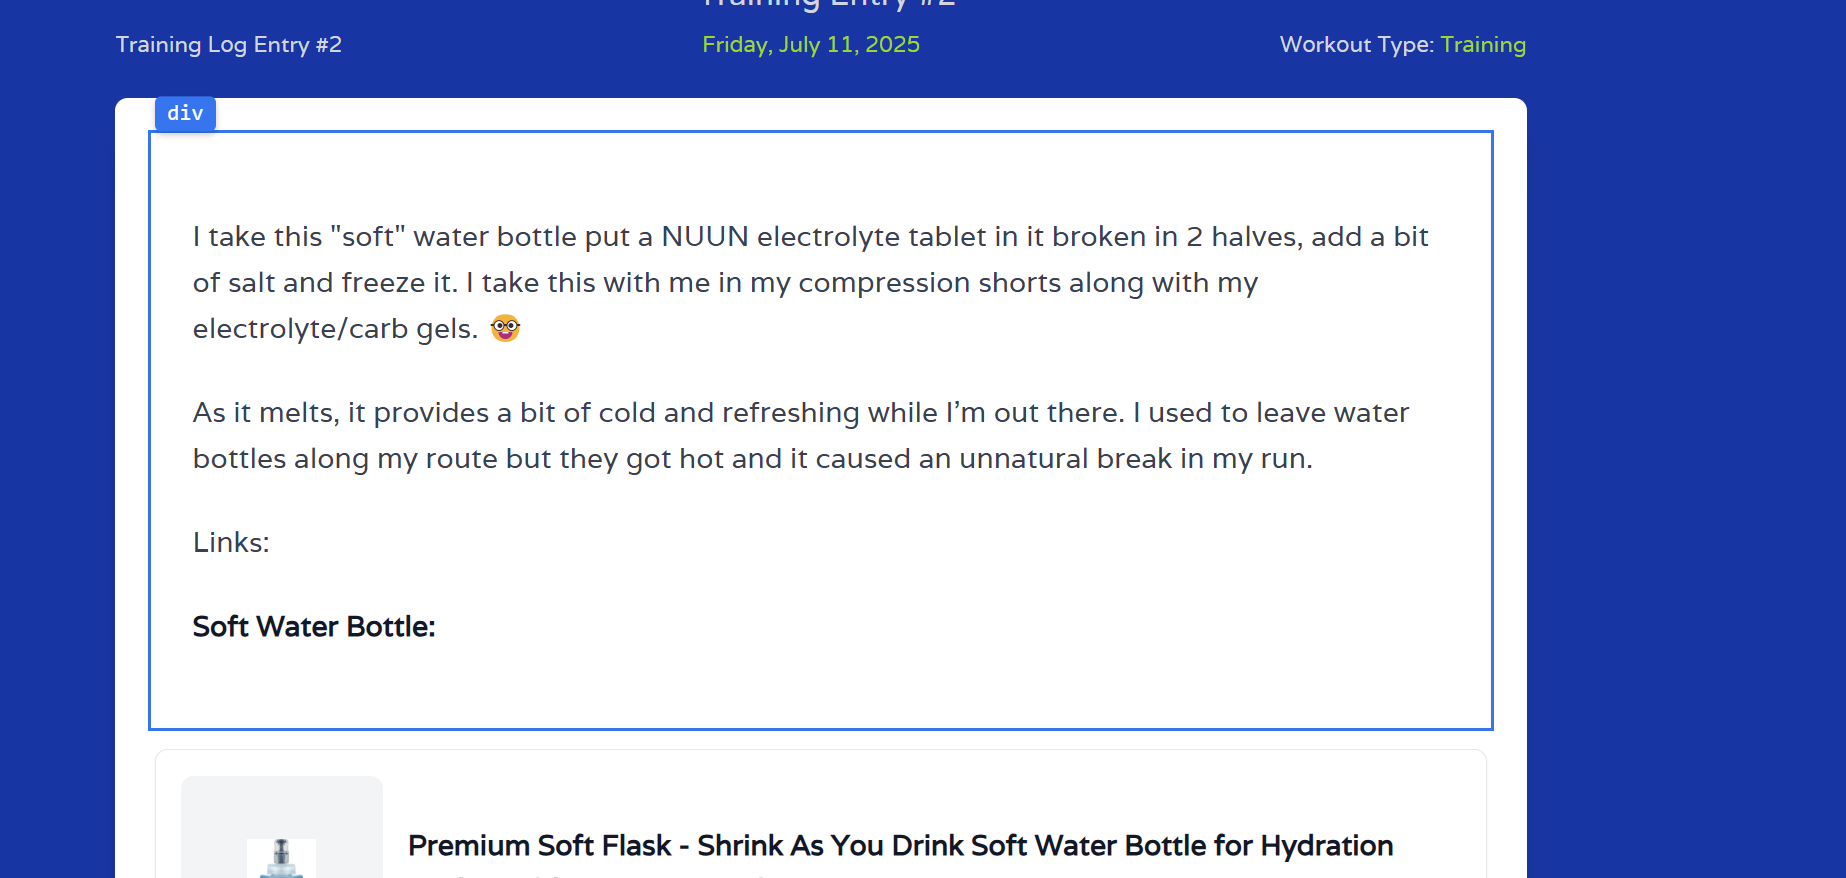 Training Entry #2
Training Log Entry #2
Friday, July 11, 2025
Workout Type: Training
div
I take this "soft" water bottle put a NUUN electrolyte tablet in it broken in 2 halves, add a bit
of salt and freeze it. I take this with me in my compression shorts along with my
electrolyte/carb gels. 🤓
As it melts, it provides a bit of cold and refreshing while I’m out there. I used to leave water
bottles along my route but they got hot and it caused an unnatural break in my run.
Links:
Soft Water Bottle:
Premium Soft Flask - Shrink As You Drink Soft Water Bottle for Hydration